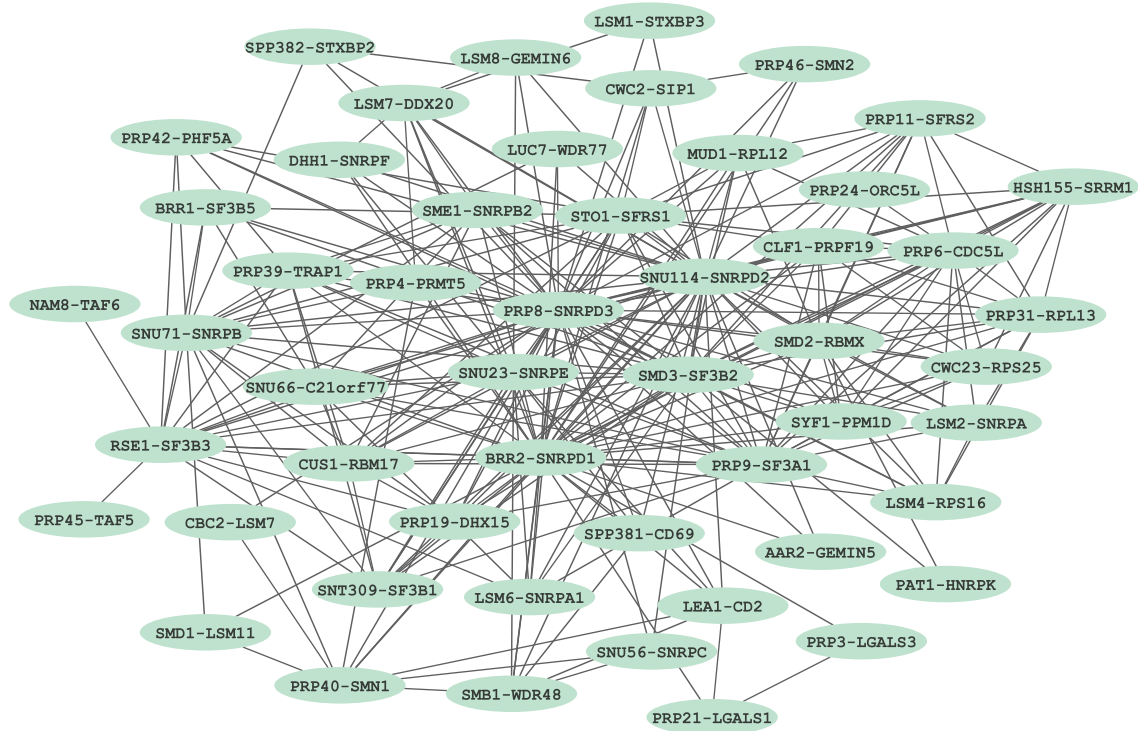 LSM1-STXBP3
SPP382-STXBP2
LSM8-GEMIN6
PRP46-SMN2
CWC2-SIP1
LSM7-DDX20
PRP11-SFRS2
PRP42-PHF5A
LUC7-WDR77
MUD1-RPL12
DHH1-SNRPF
HSH155-SRRM1
PRP24-ORC5L
BRR1-SF3B5
SME1-SNRPB2
STO1-SFRS1
CLF1-PRPF19
PRP6-CDC5L
PRP39-TRAP1
SNU114-SNRPD2
PRP4-PRMT5
NAM8-TAF6
PRP8-SNRPD3
PRP31-RPL13
SNU71-SNRPB
SMD2-RBMX
CWC23-RPS25
SNU23-SNRPE
SMD3-SF3B2
SNU66-C21orf77
SYF1-PPM1D
LSM2-SNRPA
RSE1-SF3B3
BRR2-SNRPD1
CUS1-RBM17
PRP9-SF3A1
LSM4-RPS16
PRP45-TAF5
CBC2-LSM7
PRP19-DHX15
SPP381-CD69
AAR2-GEMIN5
PAT1-HNRPK
SNT309-SF3B1
LSM6-SNRPA1
LEA1-CD2
SMD1-LSM11
PRP3-LGALS3
SNU56-SNRPC
PRP40-SMN1
SMB1-WDR48
PRP21-LGALS1